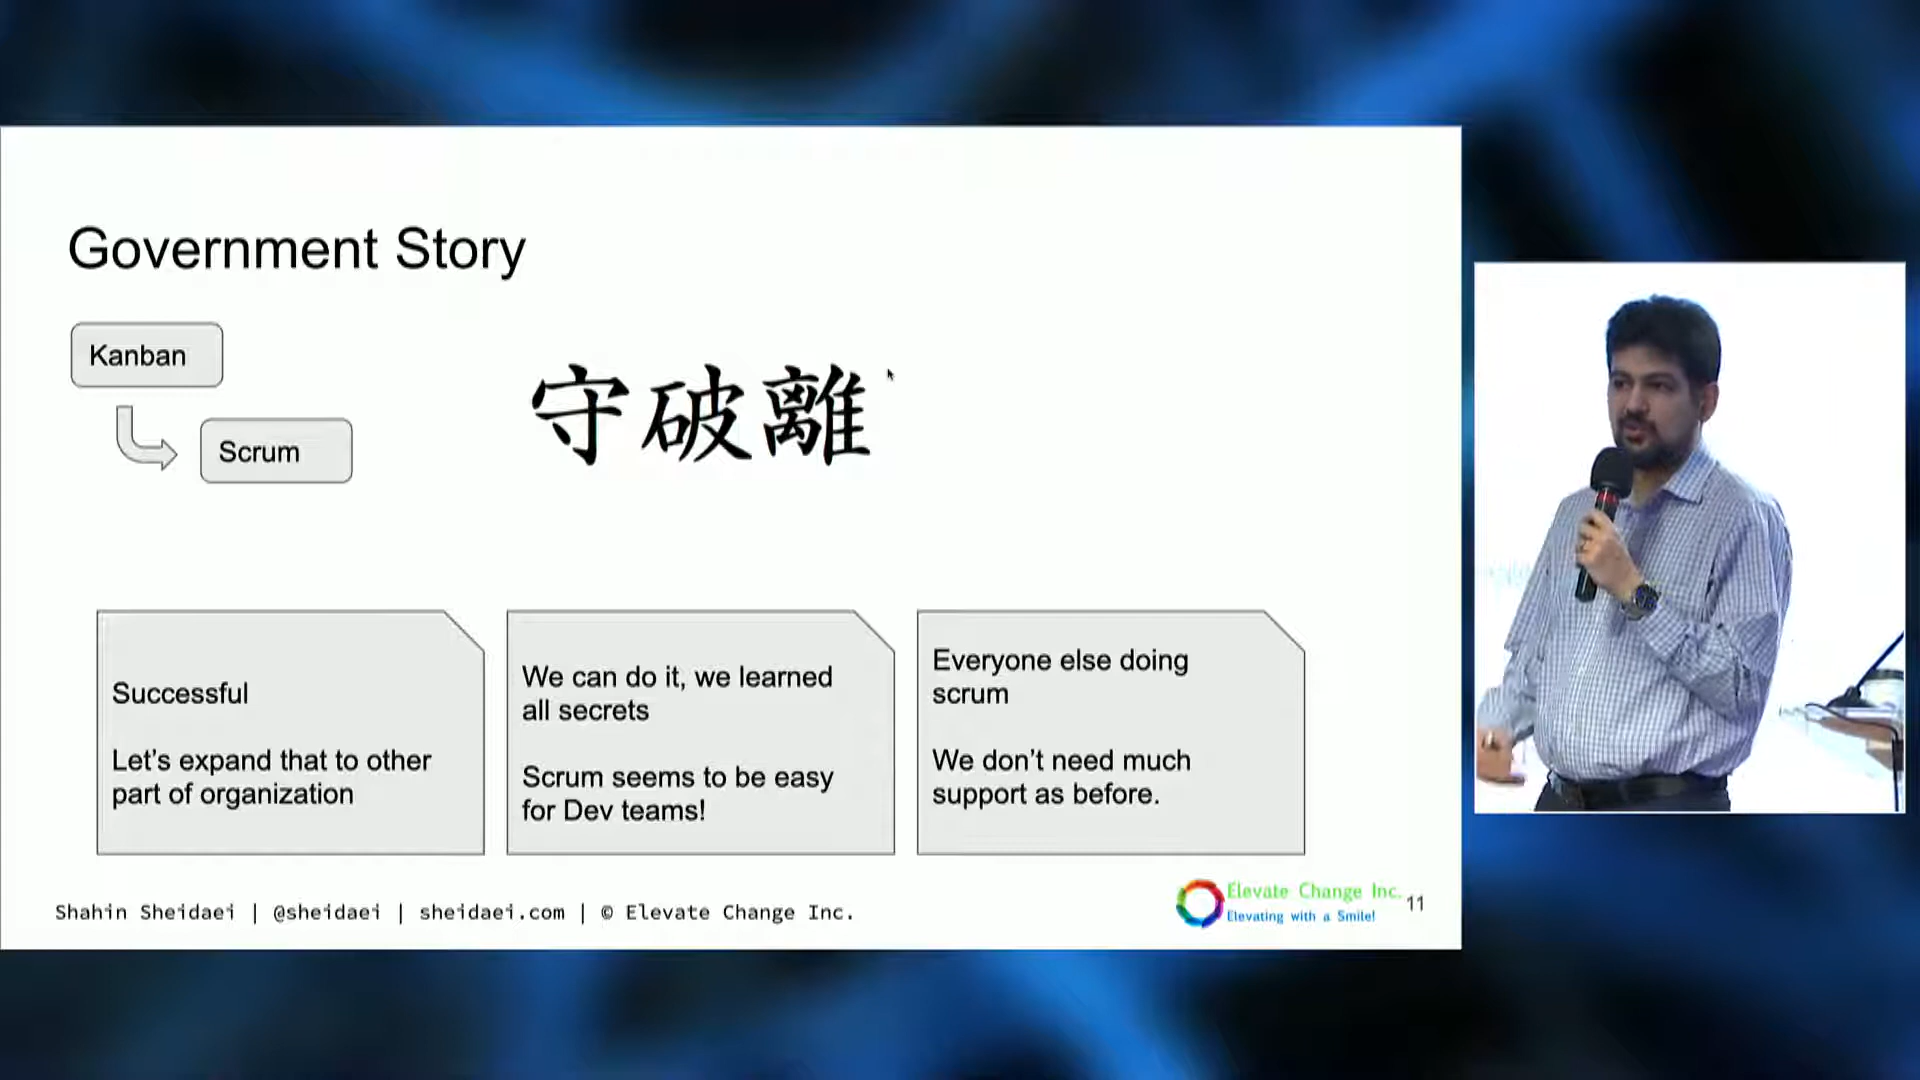 Government Story
Kanban
Scrum
守破離
Successful
Let's expand that to other
part of organization
We can do it, we learned
all secrets
Scrum seems to be easy
for Dev teams!
Everyone else doing
scrum
We don't need much
support as before.
Shahin Sheidaei | @sheidaei | sheidaei.com | © Elevate Change Inc.
Elevate Change Inc.
Elevating with a Smile!
11